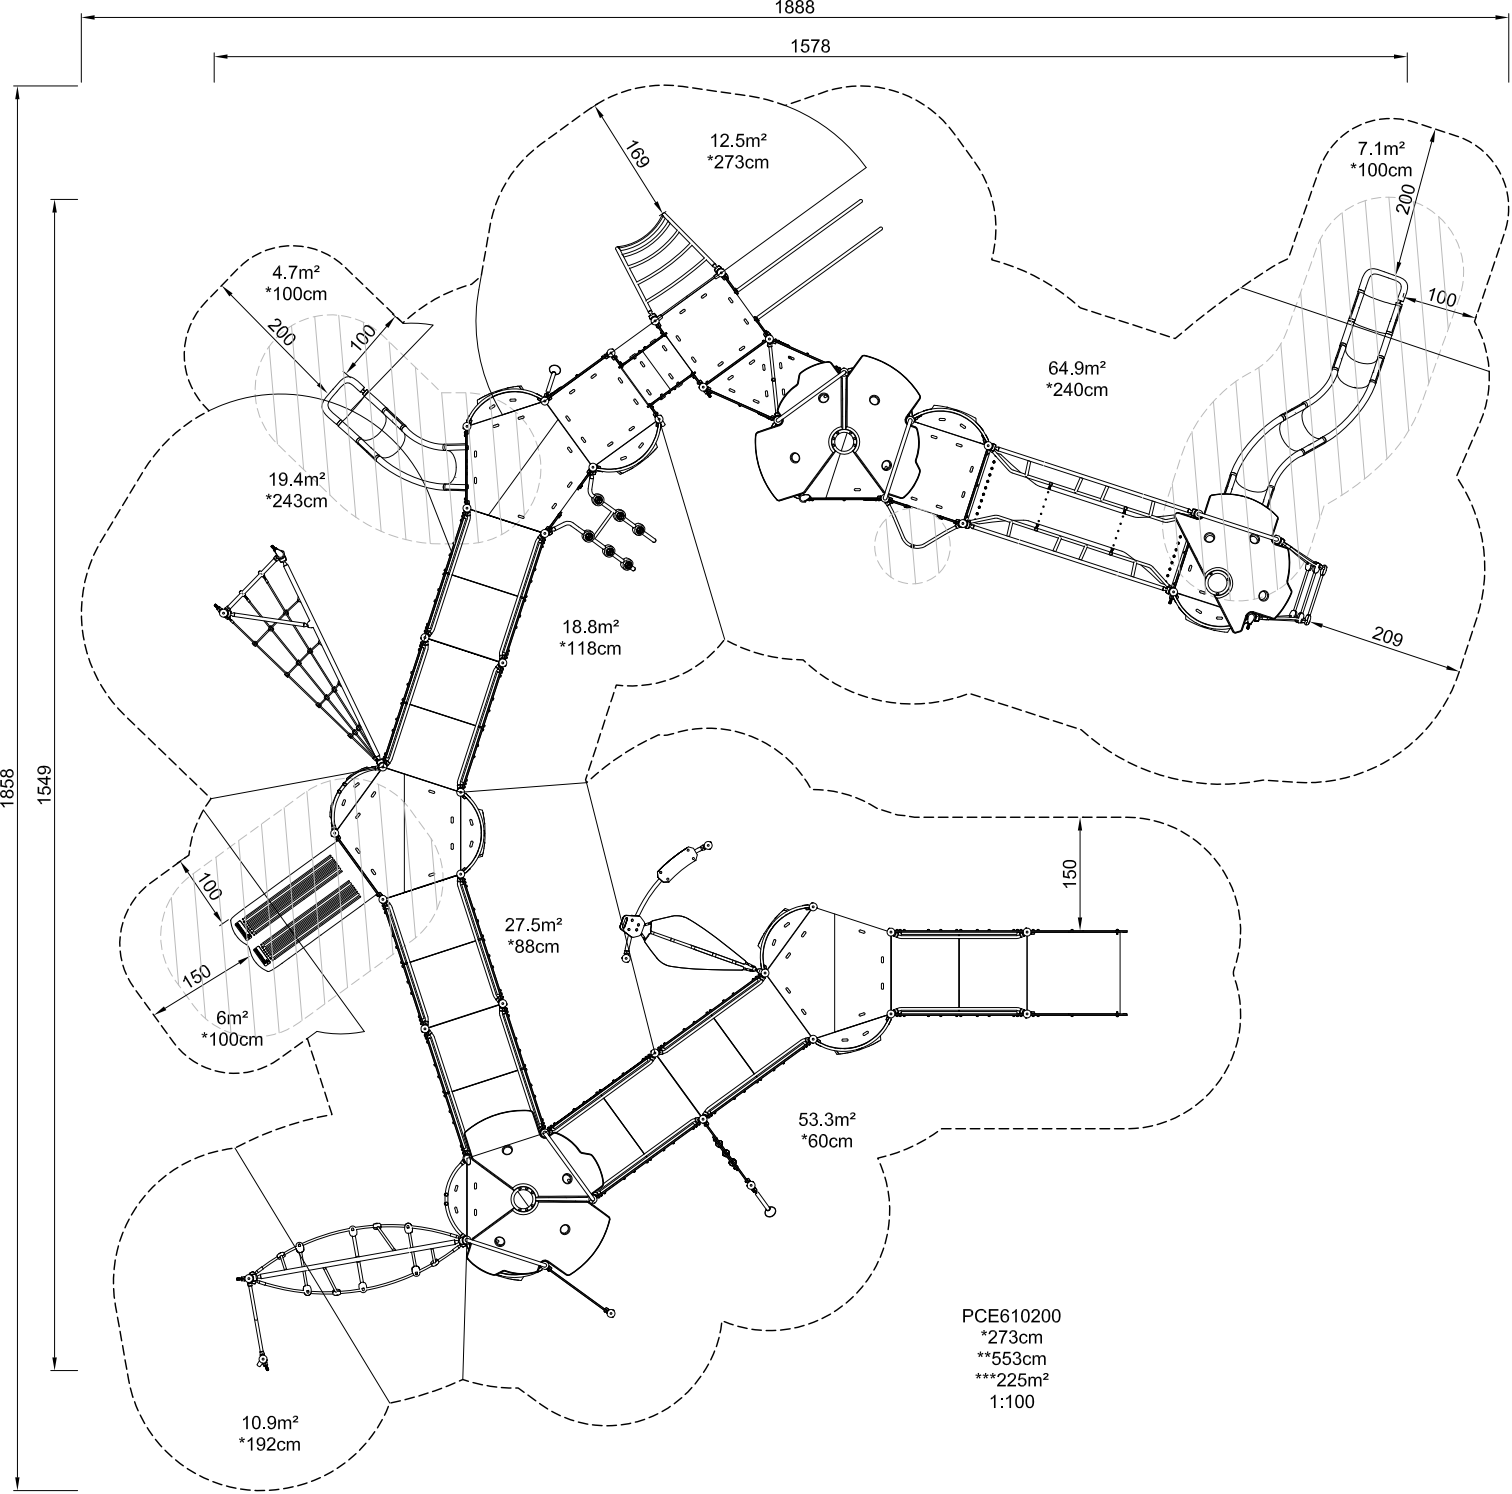 1888
1578
169
12.5m²
*273cm
7.1m²
*100cm
200
100
4.7m²
*100cm
200
100
64.9m²
*240cm
19.4m²
*243cm
18.8m²
*118cm
209
1858
1549
100
150
150
27.5m²
*88cm
6m²
*100cm
53.3m²
*60cm
PCE610200
*273cm
**553cm
***225m²
1:100
10.9m²
*192cm